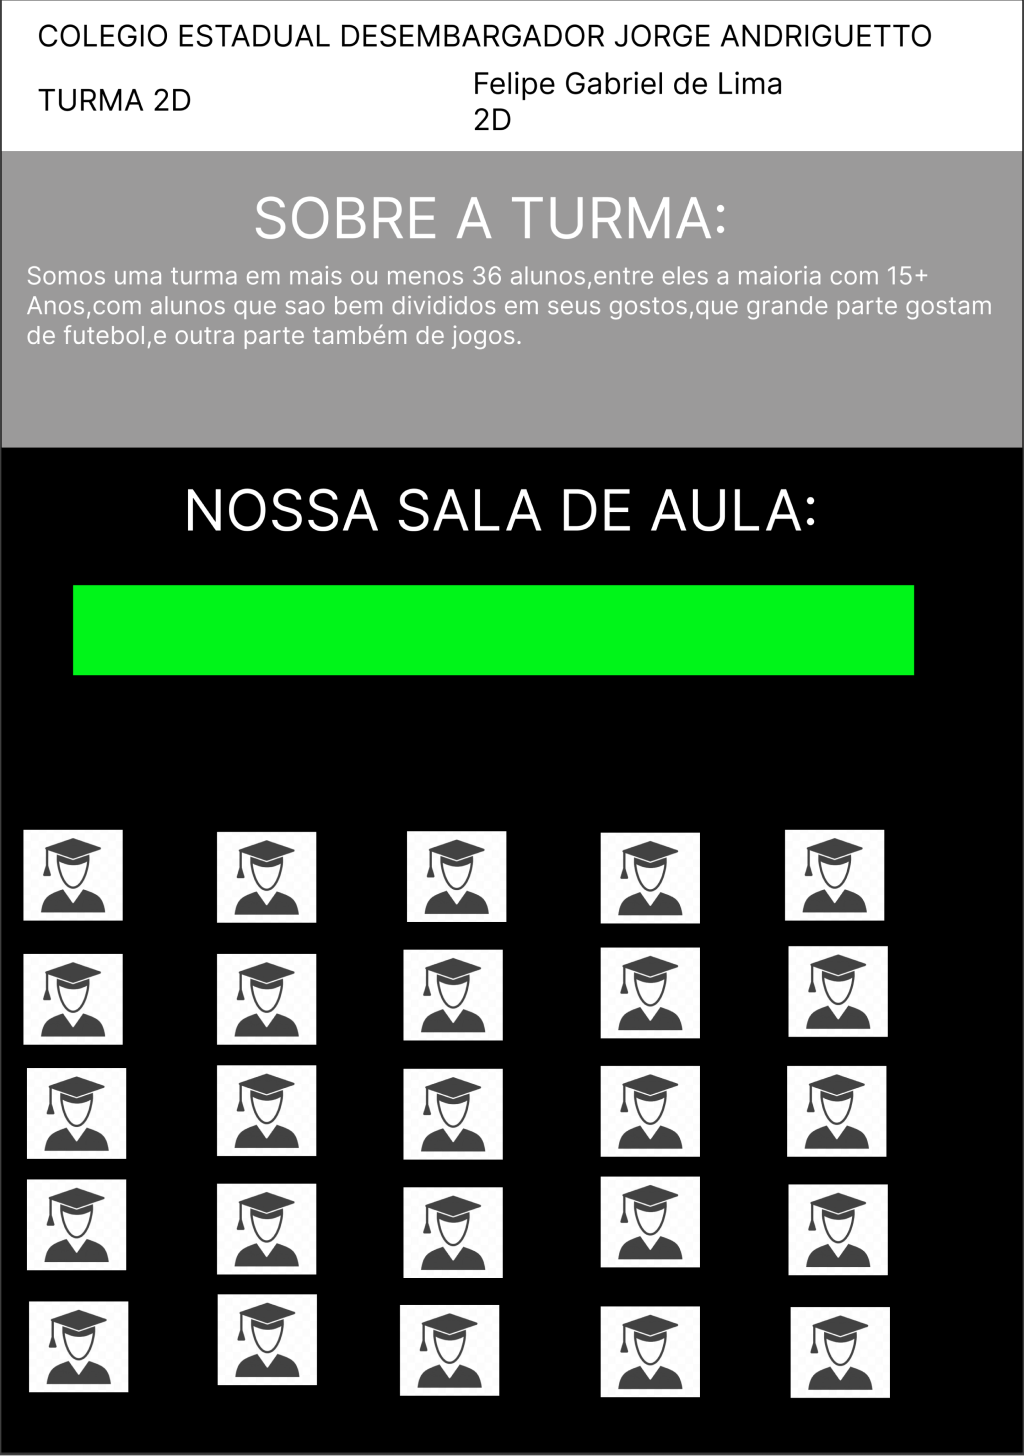 COLEGIO ESTADUAL DESEMBARGADOR JORGE ANDRIGUETTO
TURMA 2D
Felipe Gabriel de Lima
2D
SOBRE A TURMA:
Somos uma turma em mais ou menos 36 alunos,entre eles a maioria com 15+
Anos,com alunos que sao bem divididos em seus gostos,que grande parte gostam
de futebol,e outra parte também de jogos.
NOSSA SALA DE AULA: